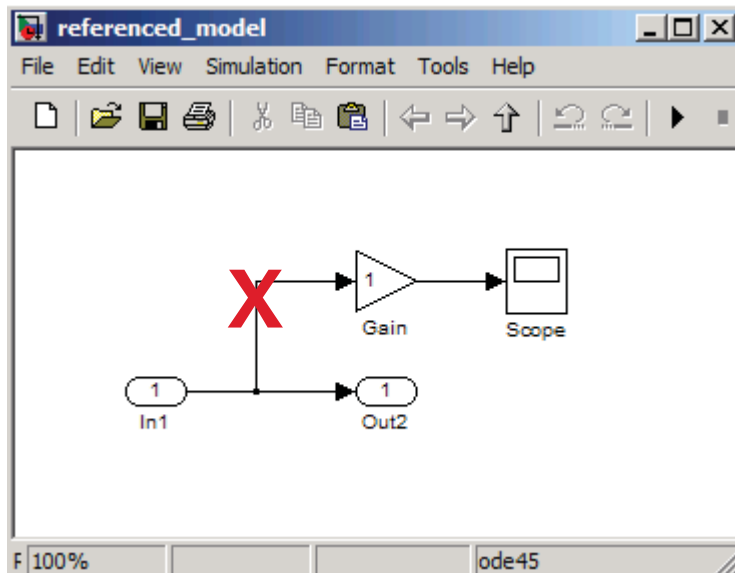 referenced_model
File Edit View Simulation Format Tools Help
X
1
Gain
Scope
1
In1
1
Out2
F 100%
ode45